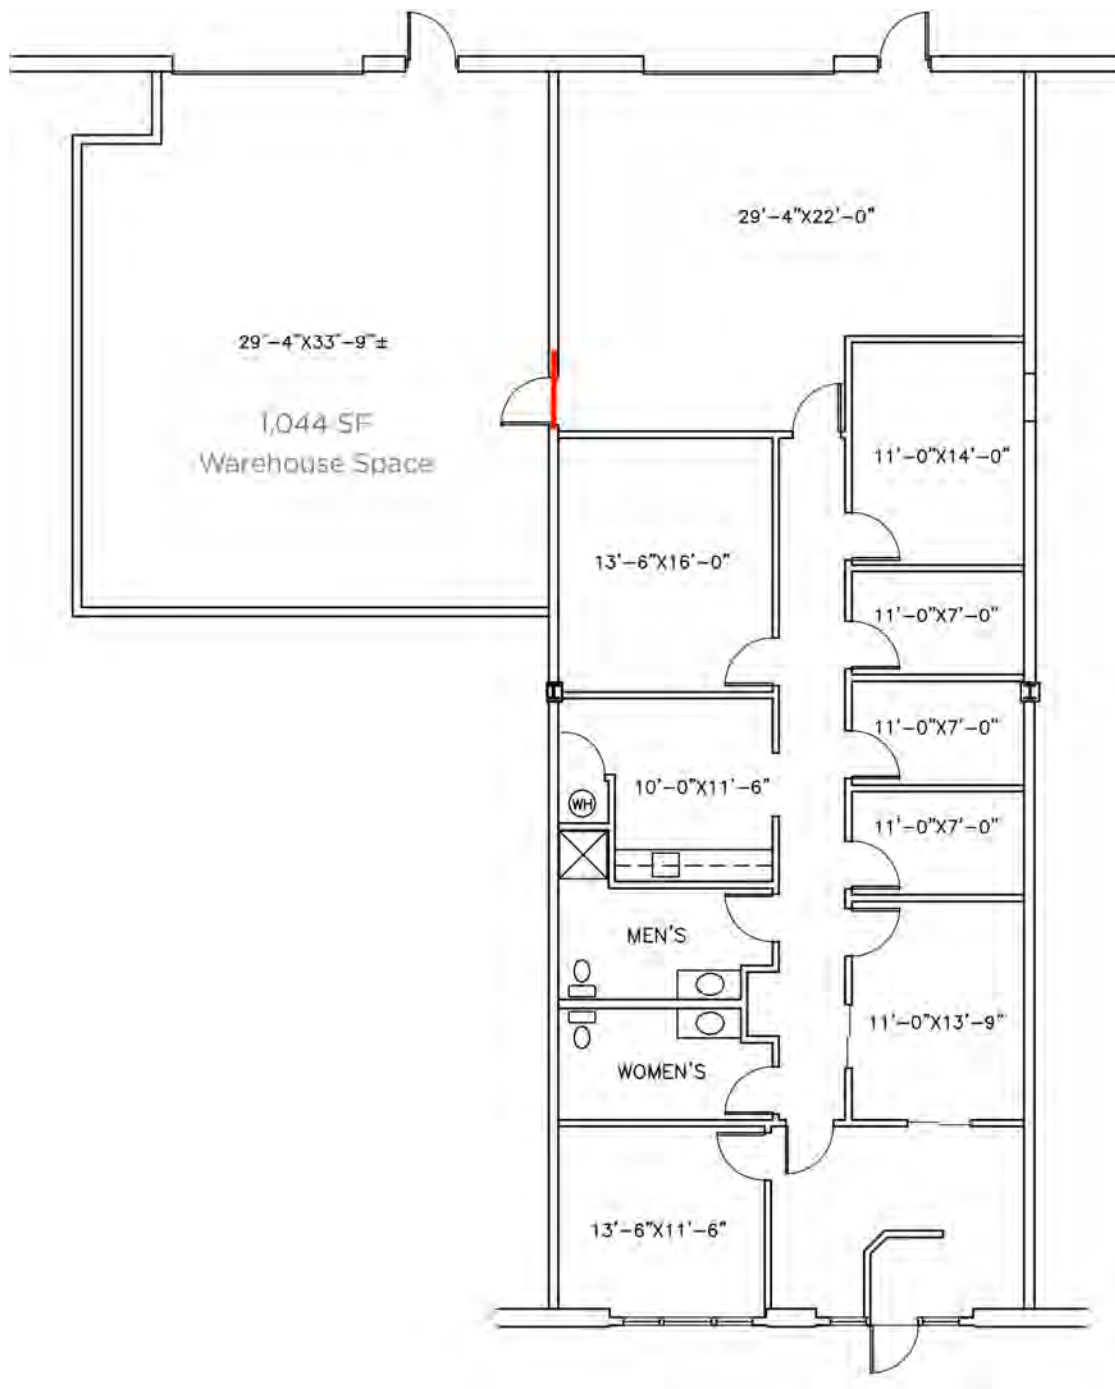 29'-4"X22'-0"
29'-4"X33'-9"±
1,044 SF
Warehouse Space
11'-0"X14'-0"
13'-6"X16'-0"
11'-0"X7'-0"
11'-0"X7'-0"
10'-0"X11'-6"
WH
11'-0"X7'-0"
MEN'S
11'-0"X13'-9"
WOMEN'S
13'-6"X11'-6"